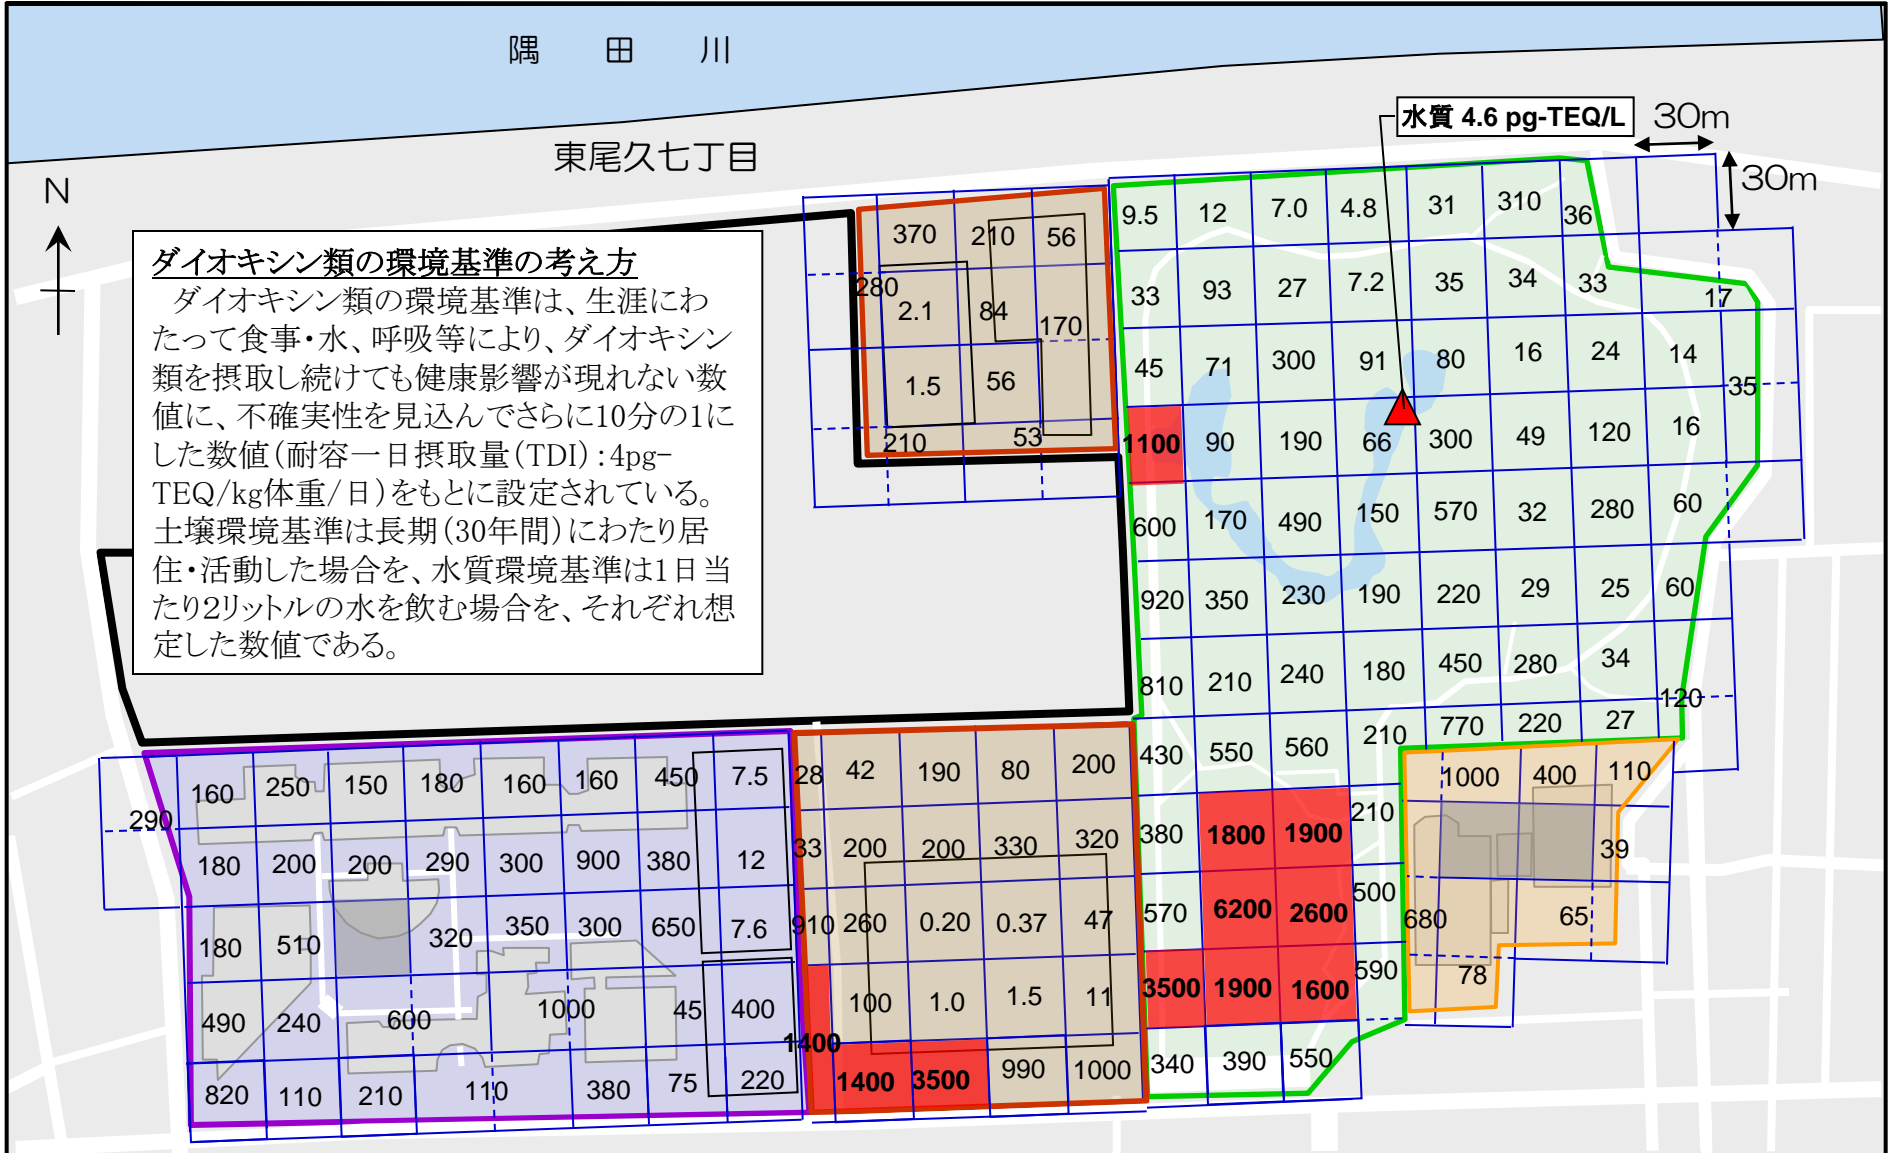 隅 田 川
東尾久七丁目
水質 4.6 pg-TEQ/L
30m
30m
N
ダイオキシン類の環境基準の考え方
ダイオキシン類の環境基準は、生涯にわ
たって食事・水、呼吸等により、ダイオキシン
類を摂取し続けても健康影響が現れない数
値に、不確実性を見込んでさらに10分の1に
した数値(耐容一日摂取量(TDI):4pg-
TEQ/kg体重/日)をもとに設定されている。
土壌環境基準は長期(30年間)にわたり居
住・活動した場合を、水質環境基準は1日当
たり2リットルの水を飲む場合を、それぞれ想
定した数値である。
370 210 56
280 2.1 84 170
1.5 56
210 53
9.5 12 7.0 4.8 31 310 36
33 93 27 7.2 35 34 33 17
45 71 300 91 80 16 24 14 35
1100 90 190 66 300 49 120 16
600 170 490 150 570 32 280 60
920 350 230 190 220 29 25 60
810 210 240 180 450 280 34 120
430 550 560 210 770 220 27
380 1800 1900 210
570 6200 2600 500
3500 1900 1600 590
340 390 550
1000 400 110
39
680 65
78
160 250 150 180 160 160 450 7.5
290
180 200 200 290 300 900 380 12
180 510 320 350 300 650 7.6
490 240 600 1000 45 400
820 110 210 110 380 75 220
28 42 190 80 200
33 200 200 330 320
910 260 0.20 0.37 47
1400 100 1.0 1.5 11
1400 3500 990 1000